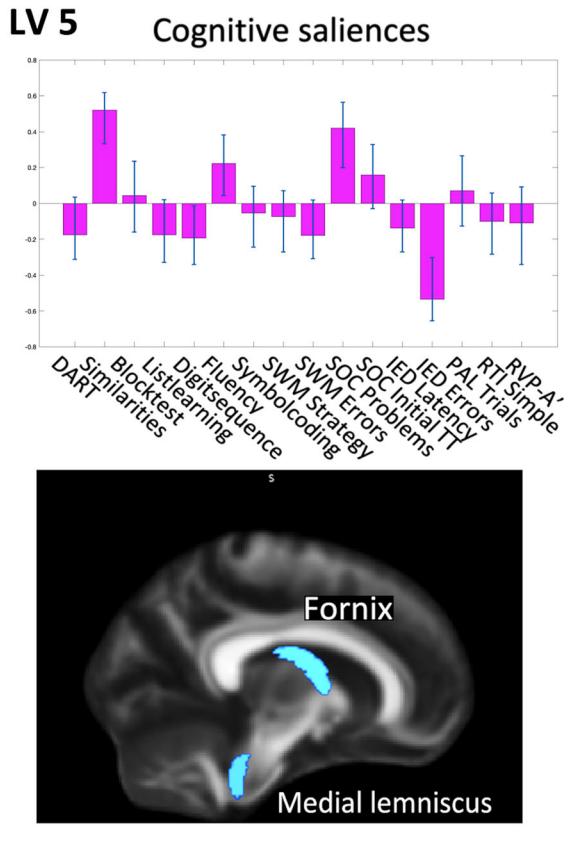 LV 5
Cognitive saliences
0.8
0.6
0.4
0.2
0
-0.2
-0.4
-0.6
-0.8
DART
Similarities
Blocktest
Listlearning
Digitsequence
Fluency
Symbolcoding
SWM Strategy
SWM Errors
SOC Problems
SOC Initial TT
IED Latency
IED Errors
PAL Trials
RTI Simple
RVP-A’
S
Fornix
Medial lemniscus